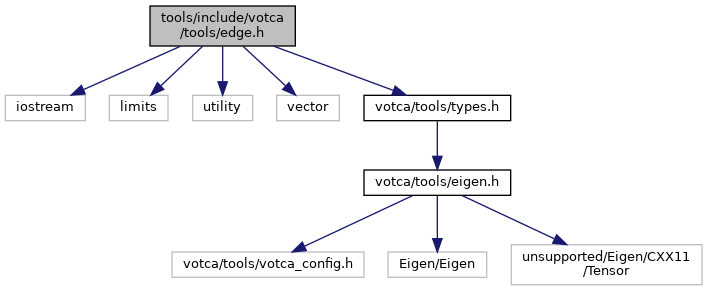 tools/include/votca
/tools/edge.h
iostream
limits
utility
vector
votca/tools/types.h
votca/tools/eigen.h
votca/tools/votca_config.h
Eigen/Eigen
unsupported/Eigen/CXX11
/Tensor